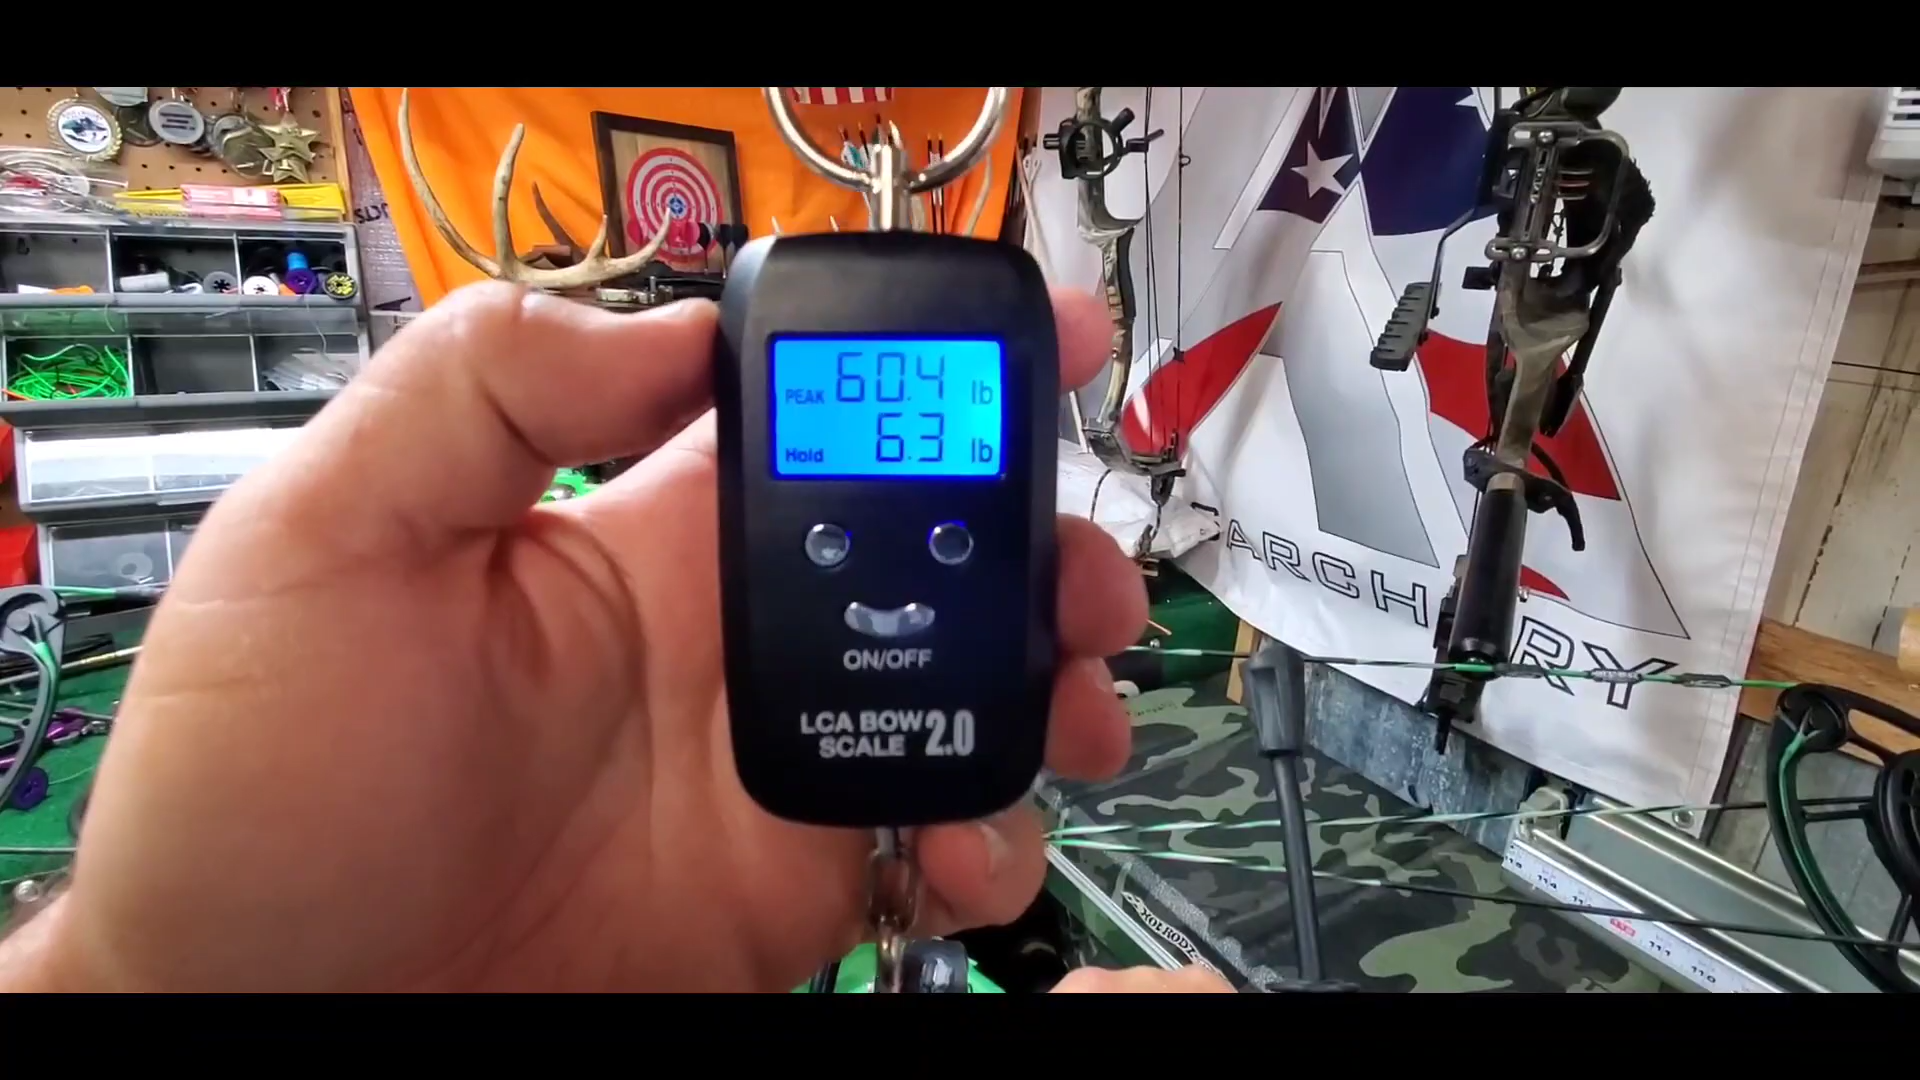 PEAK 60.4 lb
Hold 6.3 lb
ON/OFF
LCA BOW
SCALE 2.0
ARCHERY